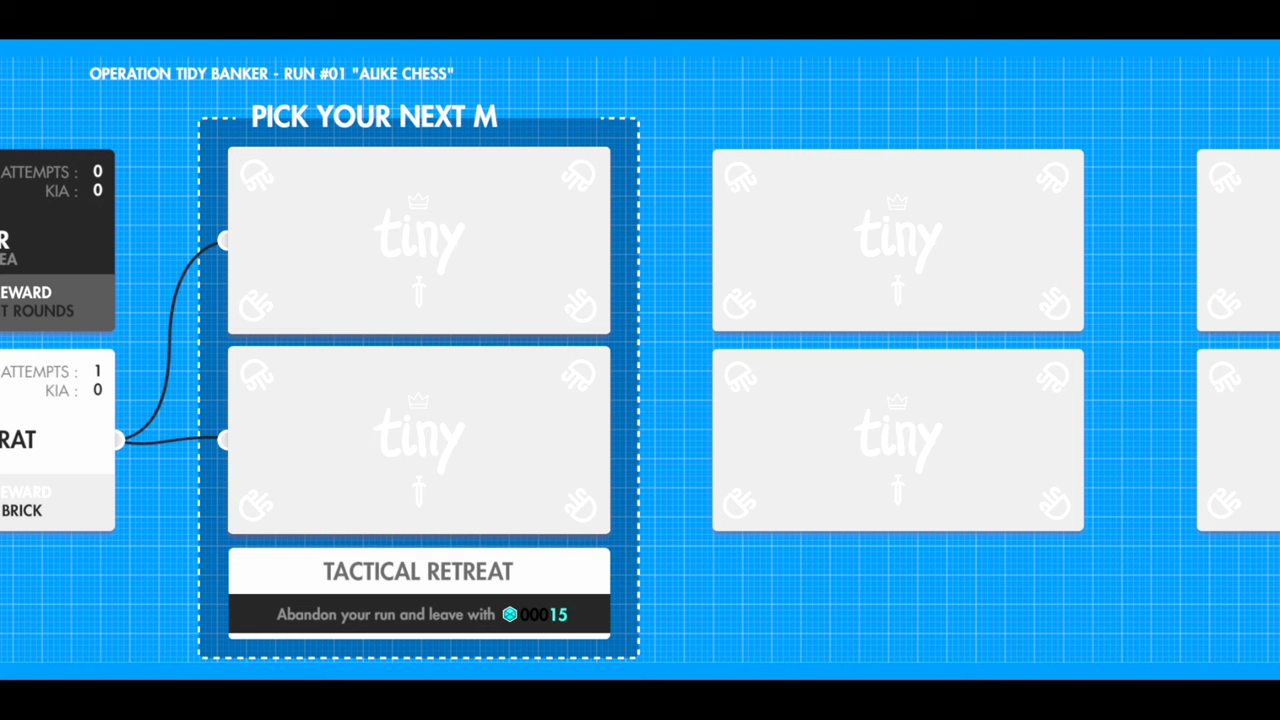 OPERATION TIDY BANKER - RUN #01 "ALIKE CHESS"
PICK YOUR NEXT M
ATTEMPTS : 0
KIA : 0
R
EA
EWARD
T ROUNDS
ATTEMPTS : 1
KIA : 0
RAT
EWARD
BRICK
tiny
tiny
TACTICAL RETREAT
Abandon your run and leave with 00015
tiny
tiny